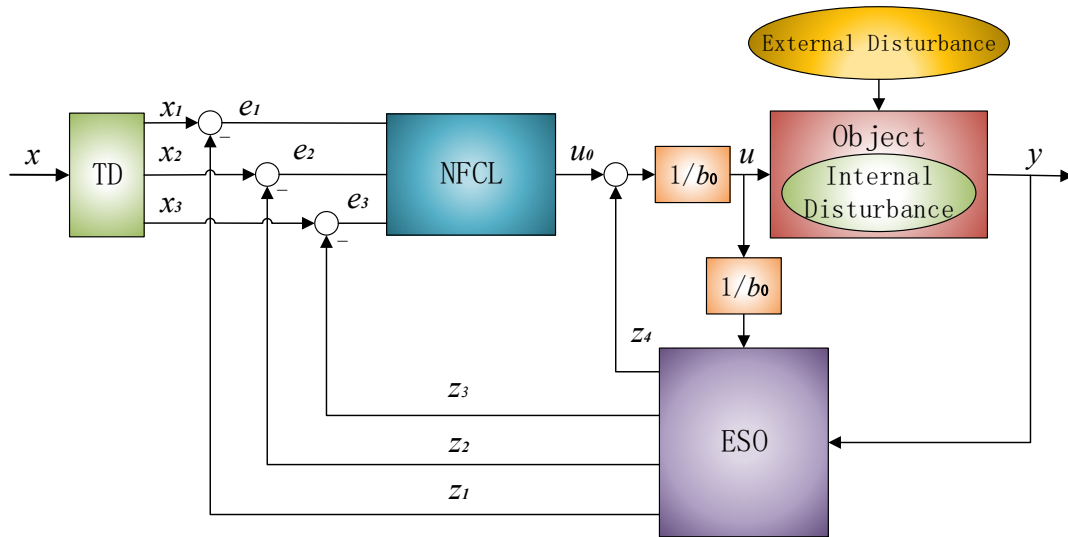 External Disturbance
x
TD
x₁
e₁
x₂
e₂
x₃
e₃
−
−
−
NFCL
u₀
1/b₀
u
Object
Internal
Disturbance
y
1/b₀
z₄
z₃
z₂
z₁
ESO